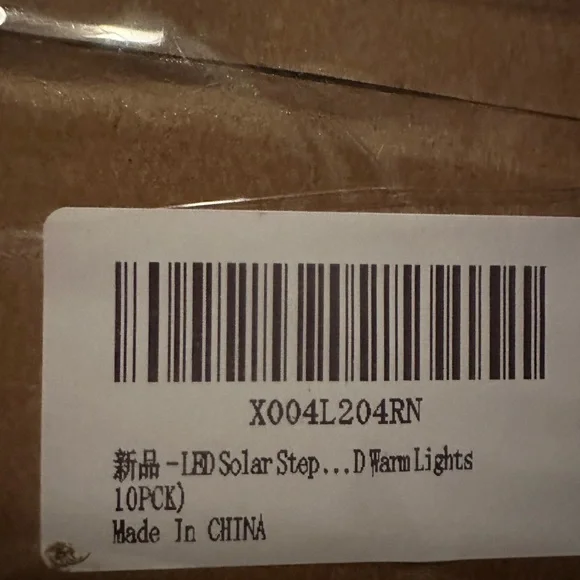 X004L204RN
新品 -LED Solar Step...D Warm Lights
10PCK)
Made In CHINA